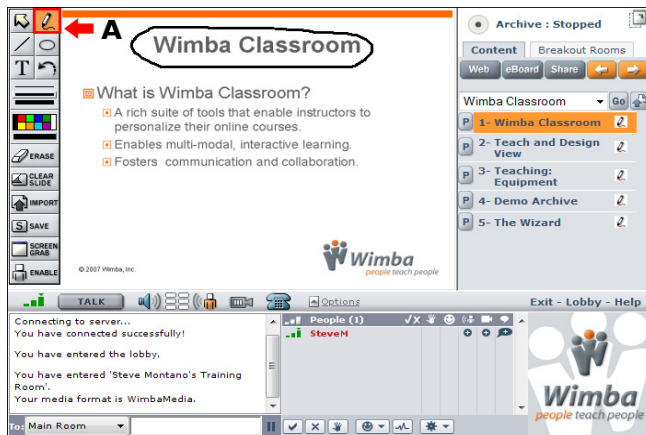 A
Wimba Classroom
What is Wimba Classroom?
A rich suite of tools that enable instructors to
personalize their online courses.
Enables multi-modal, interactive learning.
Fosters communication and collaboration.
© 2007 Wimba, Inc.
Wimba
people teach people
T
ERASE
CLEAR
SLIDE
IMPORT
S SAVE
SCREEN
GRAB
ENABLE
Archive : Stopped
Content Breakout Rooms
Web eBoard Share
Wimba Classroom Go
P 1- Wimba Classroom
P 2- Teach and Design
View
P 3- Teaching:
Equipment
P 4- Demo Archive
P 5- The Wizard
TALK Options Exit - Lobby - Help
Connecting to server...
You have connected successfully!
You have entered the lobby.
You have entered 'Steve Montano's Training
Room'.
Your media format is WimbaMedia.
To: Main Room
People (1)
SteveM
Wimba
people teach people